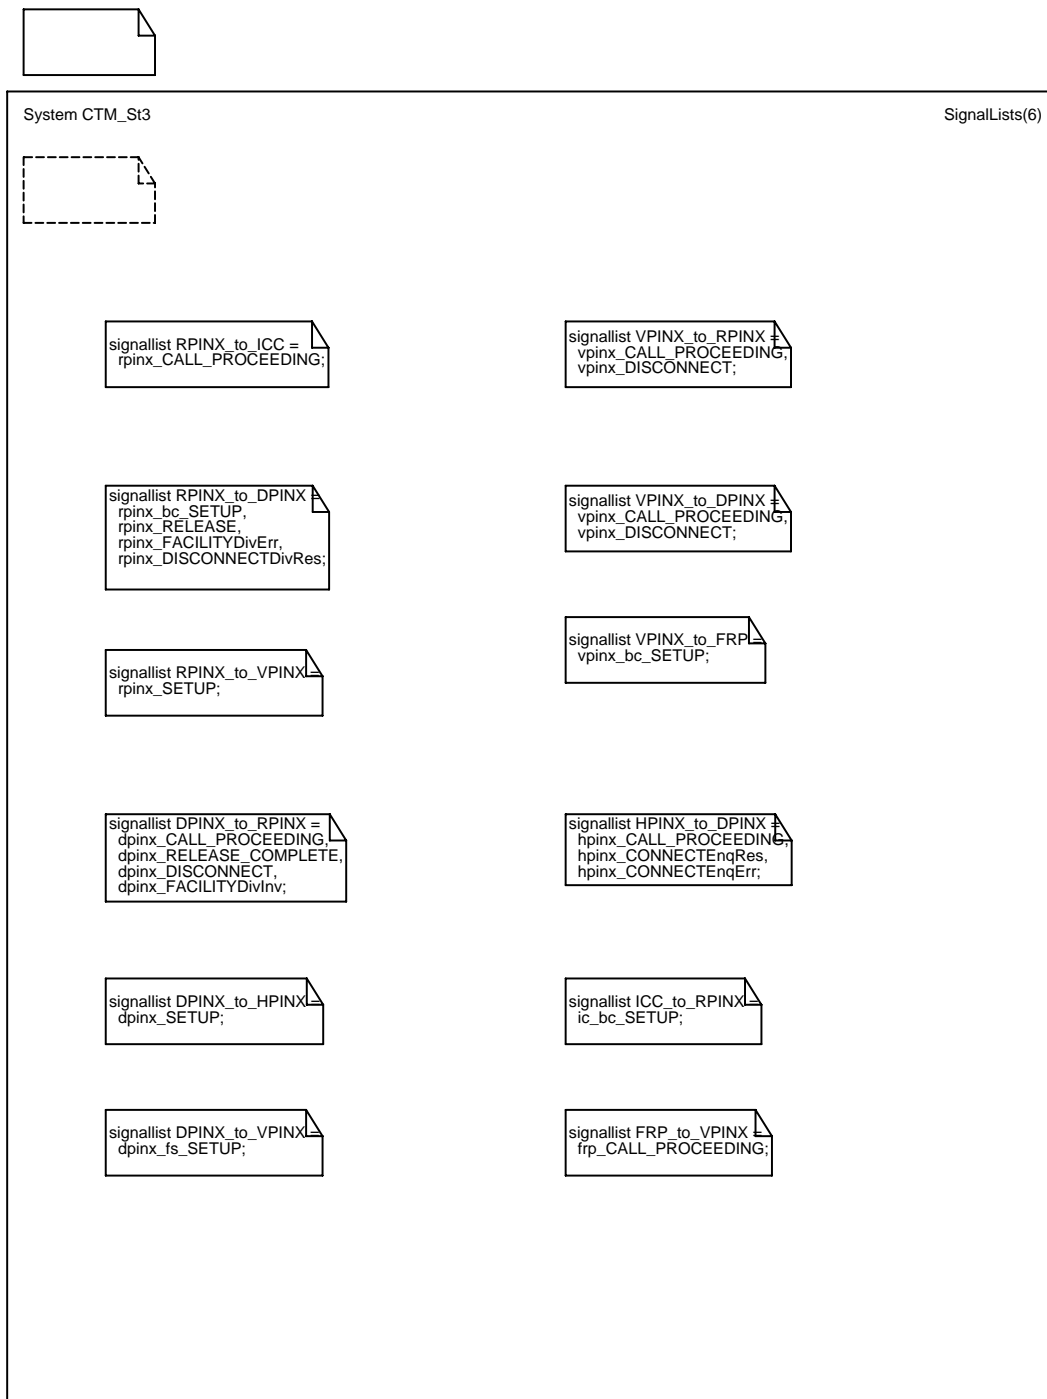 System CTM_St3
SignalLists(6)
signallist RPINX_to_ICC =
rpinx_CALL_PROCEEDING;
signallist VPINX_to_RPINX =
vpinx_CALL_PROCEEDING,
vpinx_DISCONNECT;
signallist RPINX_to_DPINX =
rpinx_bc_SETUP,
rpinx_RELEASE,
rpinx_FACILITYDivErr,
rpinx_DISCONNECTDivRes;
signallist VPINX_to_DPINX =
vpinx_CALL_PROCEEDING,
vpinx_DISCONNECT;
signallist VPINX_to_FRP =
vpinx_bc_SETUP;
signallist RPINX_to_VPINX =
rpinx_SETUP;
signallist DPINX_to_RPINX =
dpinx_CALL_PROCEEDING,
dpinx_RELEASE_COMPLETE,
dpinx_DISCONNECT,
dpinx_FACILITYDivInv;
signallist HPINX_to_DPINX =
hpinx_CALL_PROCEEDING,
hpinx_CONNECTEnqRes,
hpinx_CONNECTEnqErr;
signallist DPINX_to_HPINX =
dpinx_SETUP;
signallist ICC_to_RPINX =
ic_bc_SETUP;
signallist DPINX_to_VPINX =
dpinx_fs_SETUP;
signallist FRP_to_VPINX =
frp_CALL_PROCEEDING;